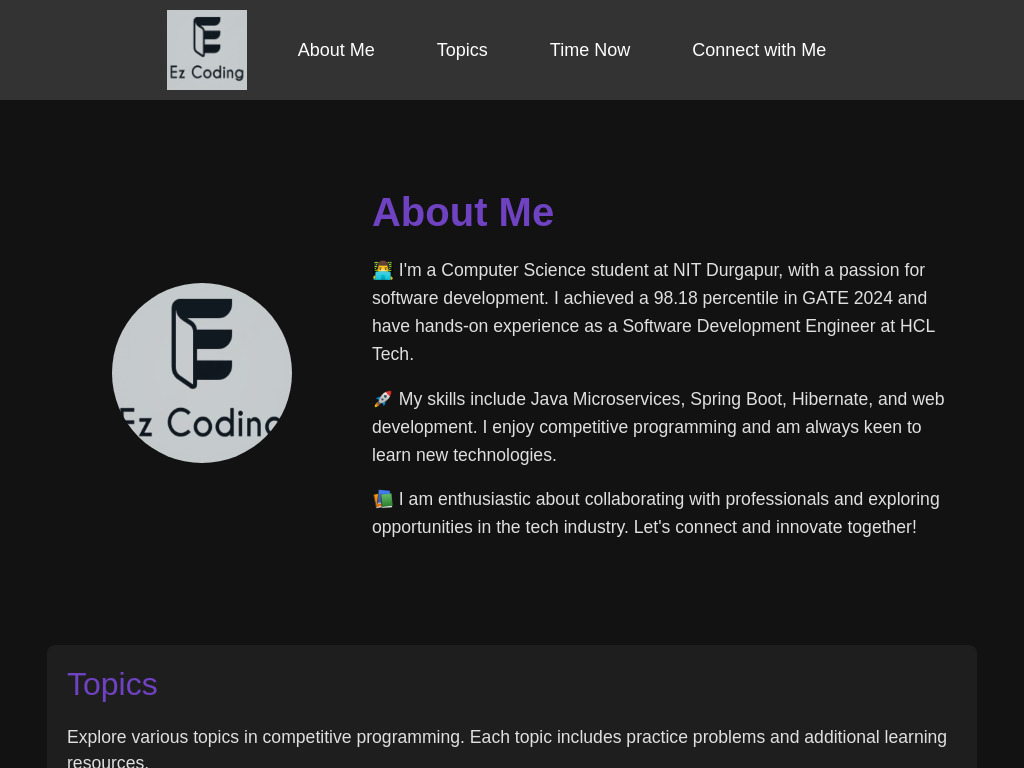 Ez Coding
About Me
Topics
Time Now
Connect with Me
About Me
I'm a Computer Science student at NIT Durgapur, with a passion for
software development. I achieved a 98.18 percentile in GATE 2024 and
have hands-on experience as a Software Development Engineer at HCL
Tech.
Ez Coding
My skills include Java Microservices, Spring Boot, Hibernate, and web
development. I enjoy competitive programming and am always keen to
learn new technologies.
I am enthusiastic about collaborating with professionals and exploring
opportunities in the tech industry. Let's connect and innovate together!
Topics
Explore various topics in competitive programming. Each topic includes practice problems and additional learning
resources.